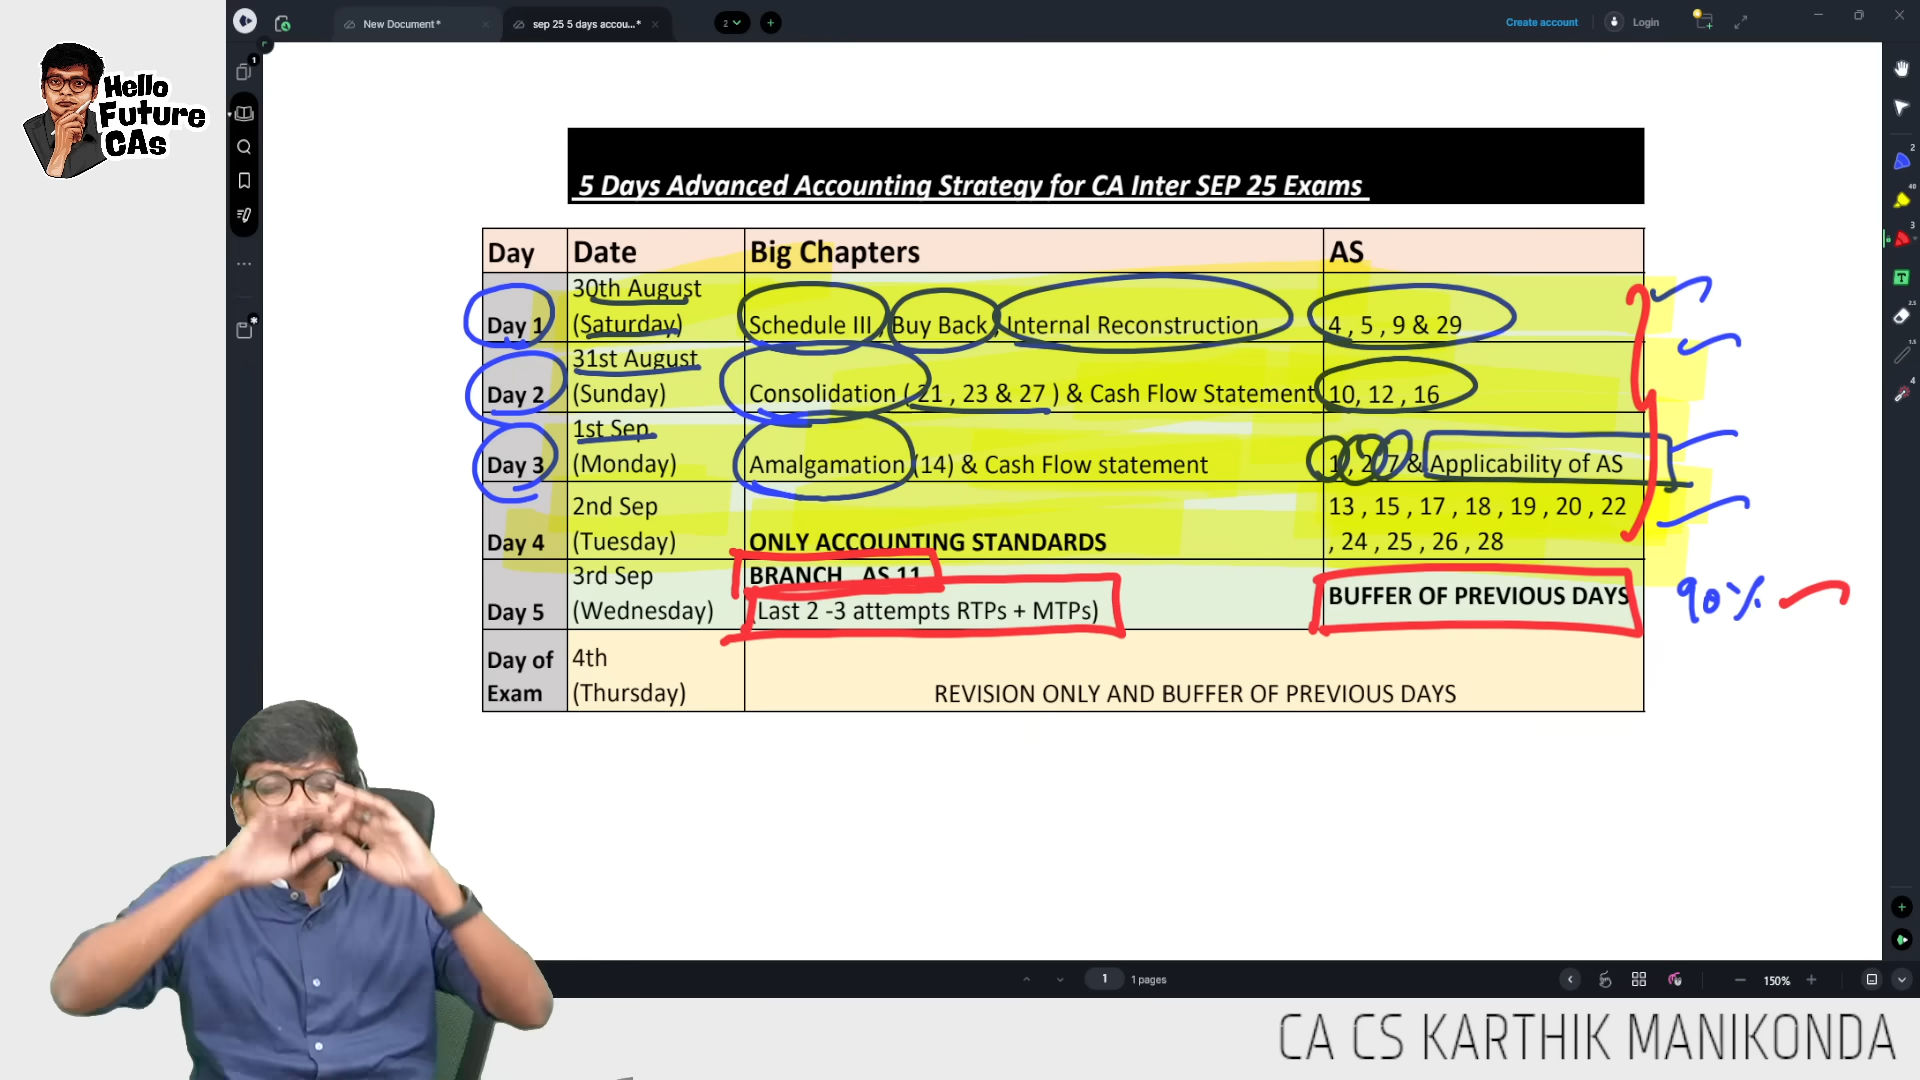 New Document*
sep 25 5 days accou...*
2
Create account
Login
Hello
Future
CAs
5 Days Advanced Accounting Strategy for CA Inter SEP 25 Exams
Day Date Big Chapters AS
Day 1 30th August (Saturday) Schedule III , Buy Back , Internal Reconstruction 4 , 5 , 9 & 29
Day 2 31st August (Sunday) Consolidation ( 21 , 23 & 27 ) & Cash Flow Statement 10, 12 , 16
Day 3 1st Sep (Monday) Amalgamation (14) & Cash Flow statement 1 , 2, 7 & Applicability of AS
Day 4 2nd Sep (Tuesday) ONLY ACCOUNTING STANDARDS 13 , 15 , 17 , 18 , 19 , 20 , 22 , 24 , 25 , 26 , 28
Day 5 3rd Sep (Wednesday) BRANCH , AS 11 (Last 2 -3 attempts RTPs + MTPs) BUFFER OF PREVIOUS DAYS
90%
Day of Exam 4th (Thursday) REVISION ONLY AND BUFFER OF PREVIOUS DAYS
1
1 pages
150%
CA CS KARTHIK MANIKONDA